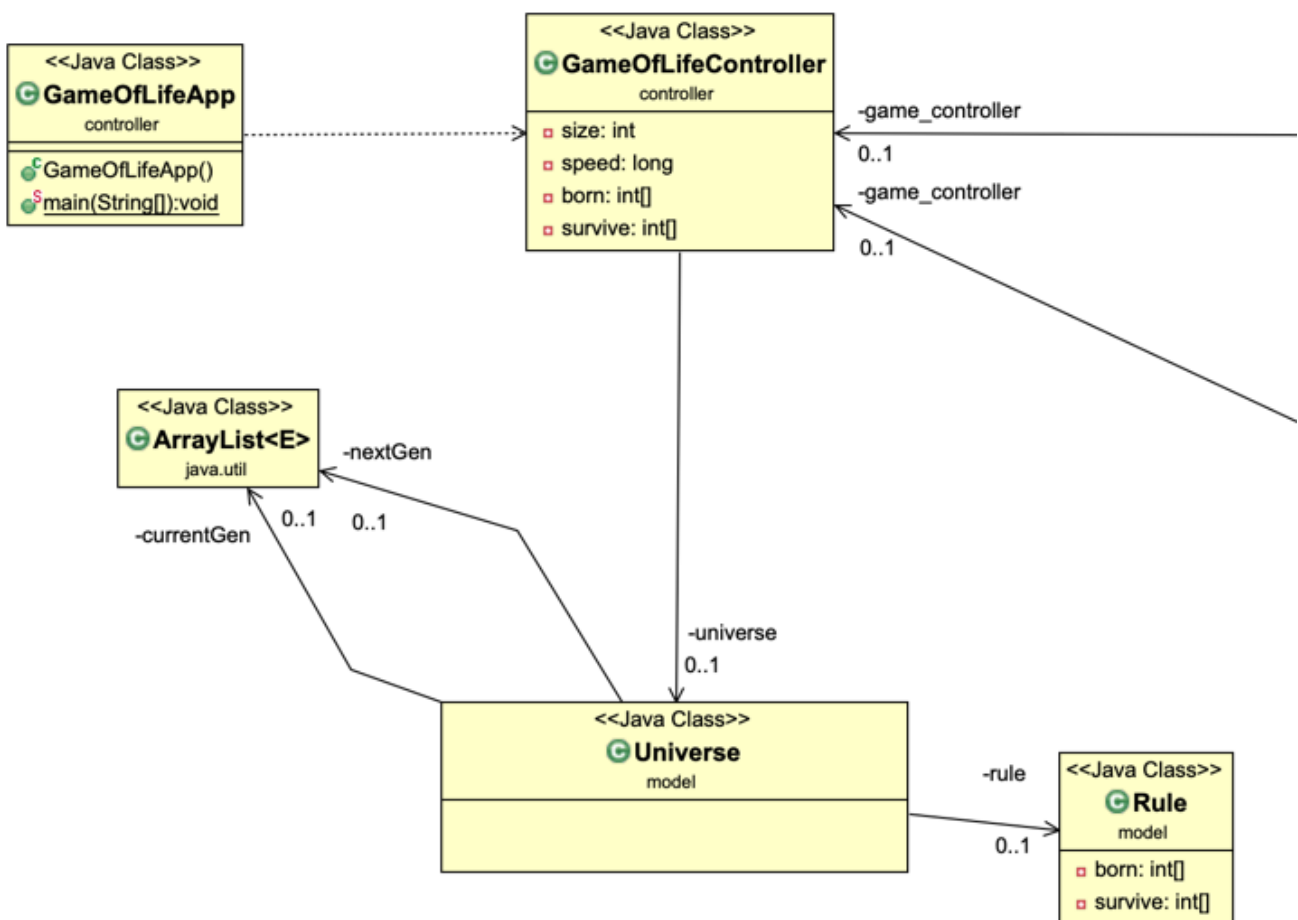 <<Java Class>>
GameOfLifeApp
controller
GameOfLifeApp()
main(String[]):void
<<Java Class>>
GameOfLifeController
controller
size: int
speed: long
born: int[]
survive: int[]
-game_controller
0..1
-game_controller
0..1
<<Java Class>>
ArrayList<E>
java.util
-nextGen
0..1
-currentGen
0..1
-universe
0..1
<<Java Class>>
Universe
model
-rule
0..1
<<Java Class>>
Rule
model
born: int[]
survive: int[]